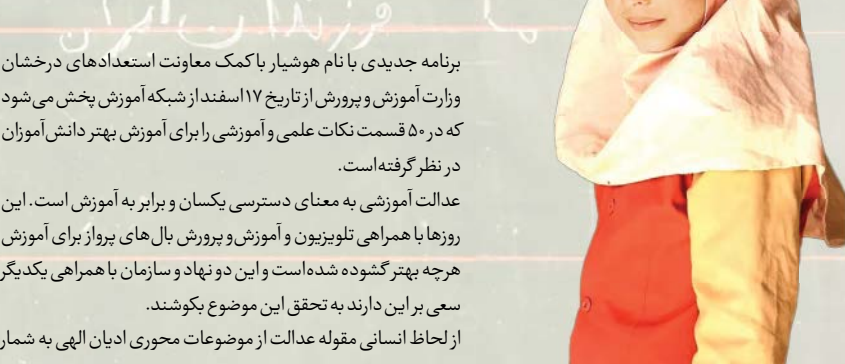 ما فرزندان ایران
برنامه جدیدی با نام هوشیار با کمک معاونت استعدادهای درخشان
وزارت آموزش و پرورش از تاریخ ۱۷ اسفند از شبکه آموزش پخش می‌شود
که در ۵۰ قسمت نکات علمی و آموزشی را برای آموزش بهتر دانش‌آموزان
در نظر گرفته است.
عدالت آموزشی به معنای دسترسی یکسان و برابر به آموزش است. این
روزها با همراهی تلویزیون و آموزش و پرورش بال‌های پرواز برای آموزش
هرچه بهتر گشوده شده است و این دو نهاد و سازمان با همراهی یکدیگر
سعی بر این دارند به تحقق این موضوع بکوشند.
از لحاظ انسانی مقوله عدالت از موضوعات محوری ادیان الهی به شمار